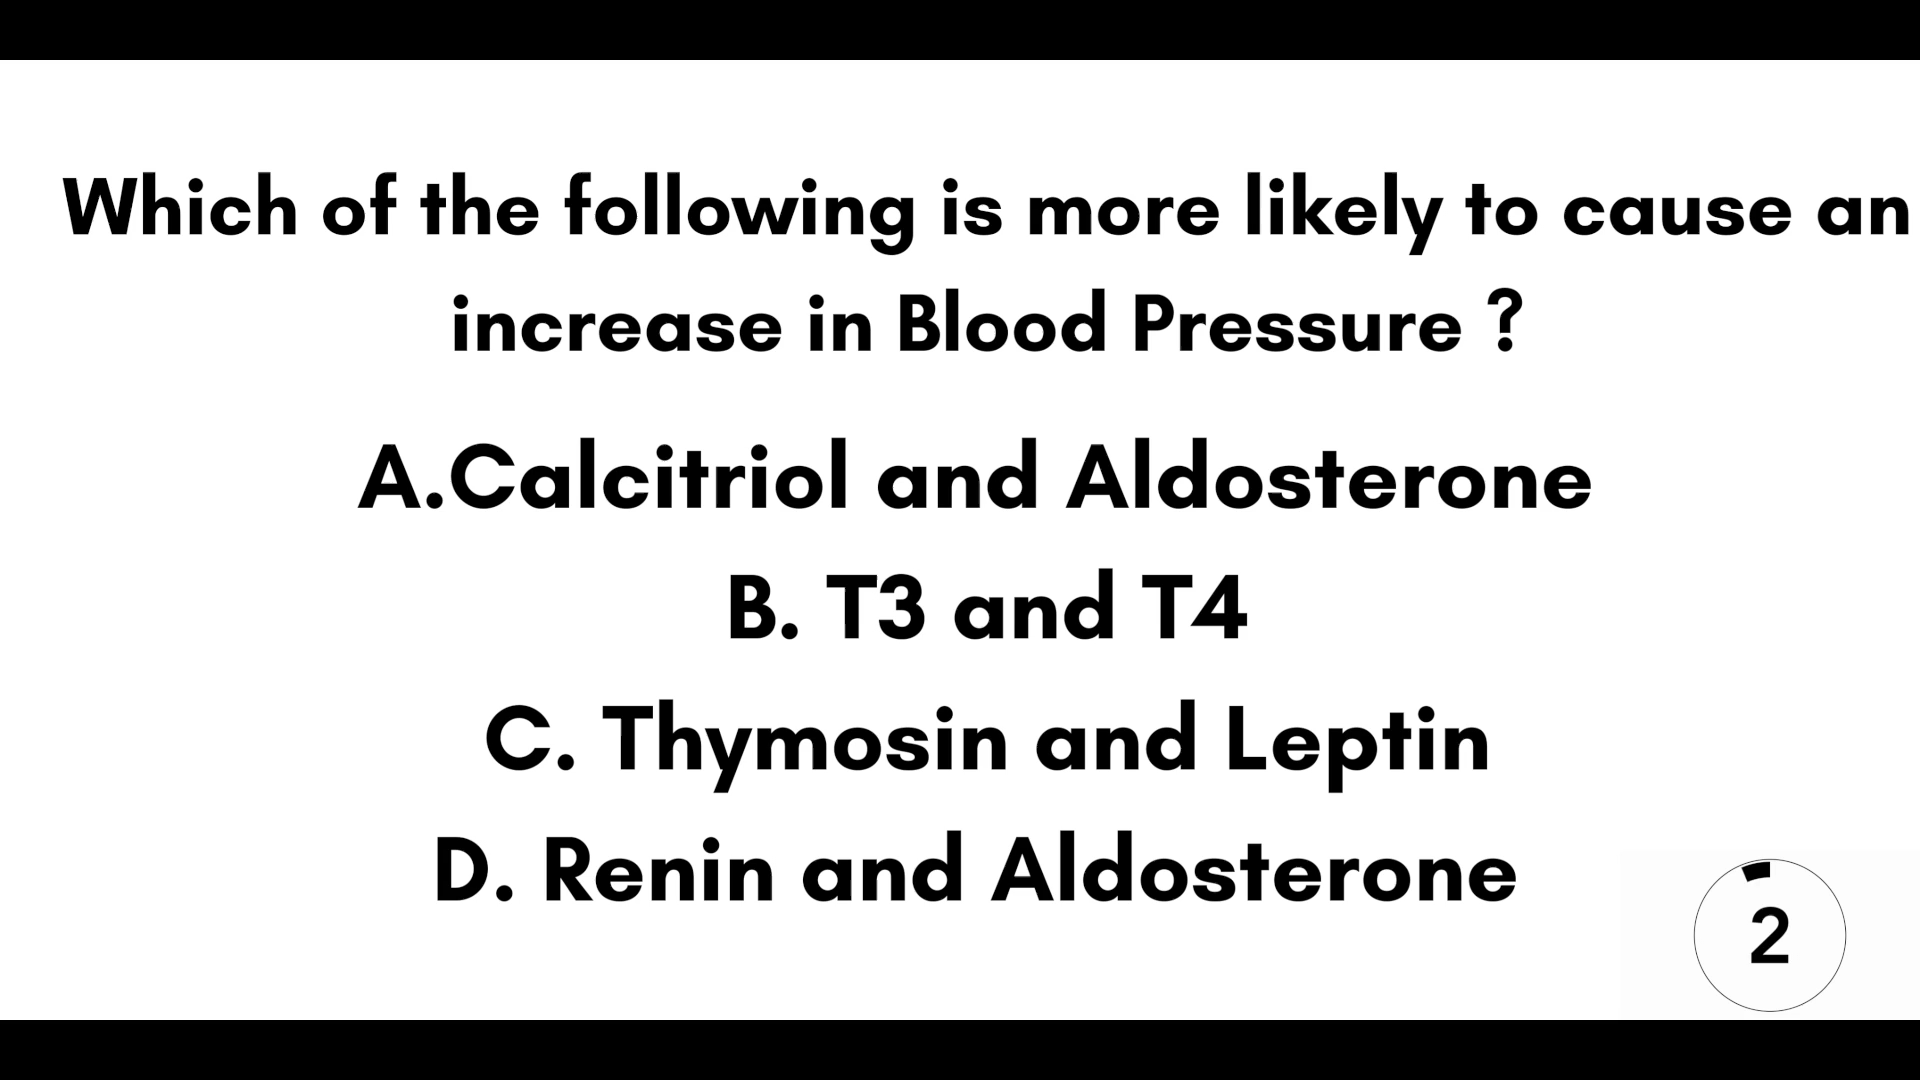 Which of the following is more likely to cause an
increase in Blood Pressure ?
A.Calcitriol and Aldosterone
B. T3 and T4
C. Thymosin and Leptin
D. Renin and Aldosterone
2